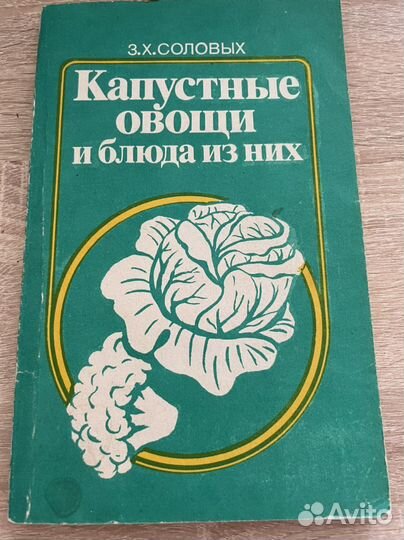 З.Х.СОЛОВЫХ
Капустные
овощи
и блюда из них
Avito